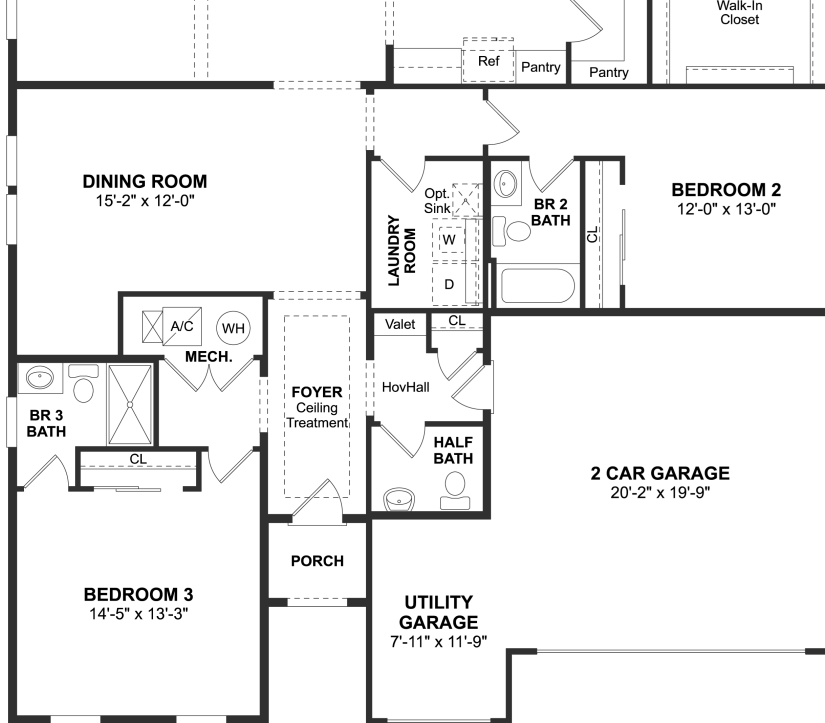 Walk-In
Closet
Ref
Pantry
Pantry
DINING ROOM
15'-2" x 12'-0"
Opt.
Sink
LAUNDRY
ROOM
W
D
BR 2
BATH
CL
BEDROOM 2
12'-0" x 13'-0"
A/C
WH
MECH.
Valet
CL
HovHall
FOYER
Ceiling
Treatment
BR 3
BATH
CL
HALF
BATH
2 CAR GARAGE
20'-2" x 19'-9"
PORCH
BEDROOM 3
14'-5" x 13'-3"
UTILITY
GARAGE
7'-11" x 11'-9"